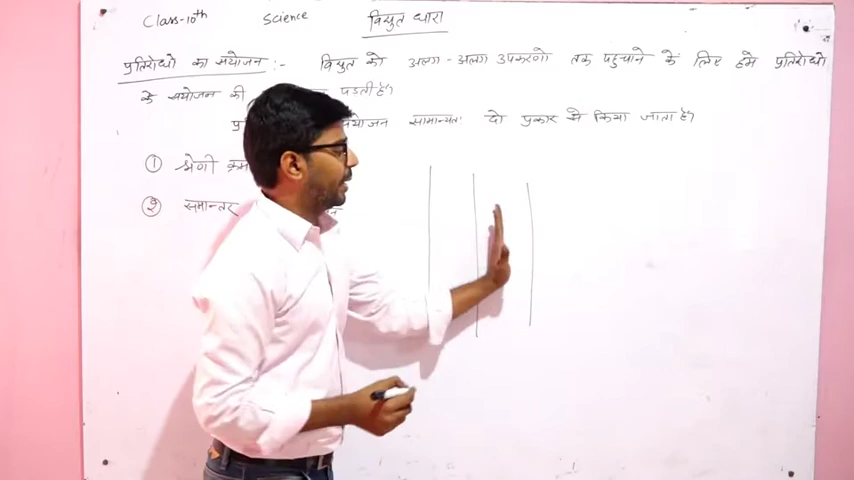 Class-10th Science विद्युत धारा
प्रतिरोधो का संयोजन :- विद्युत को अलग-अलग उपकरणो तक पहुचाने के लिए हमे प्रतिरोधो
के संयोजन की पडती है?
संयोजन सामान्यतः दो प्रकार से किया जाता है?
① श्रेणी क्रम
② समान्तर